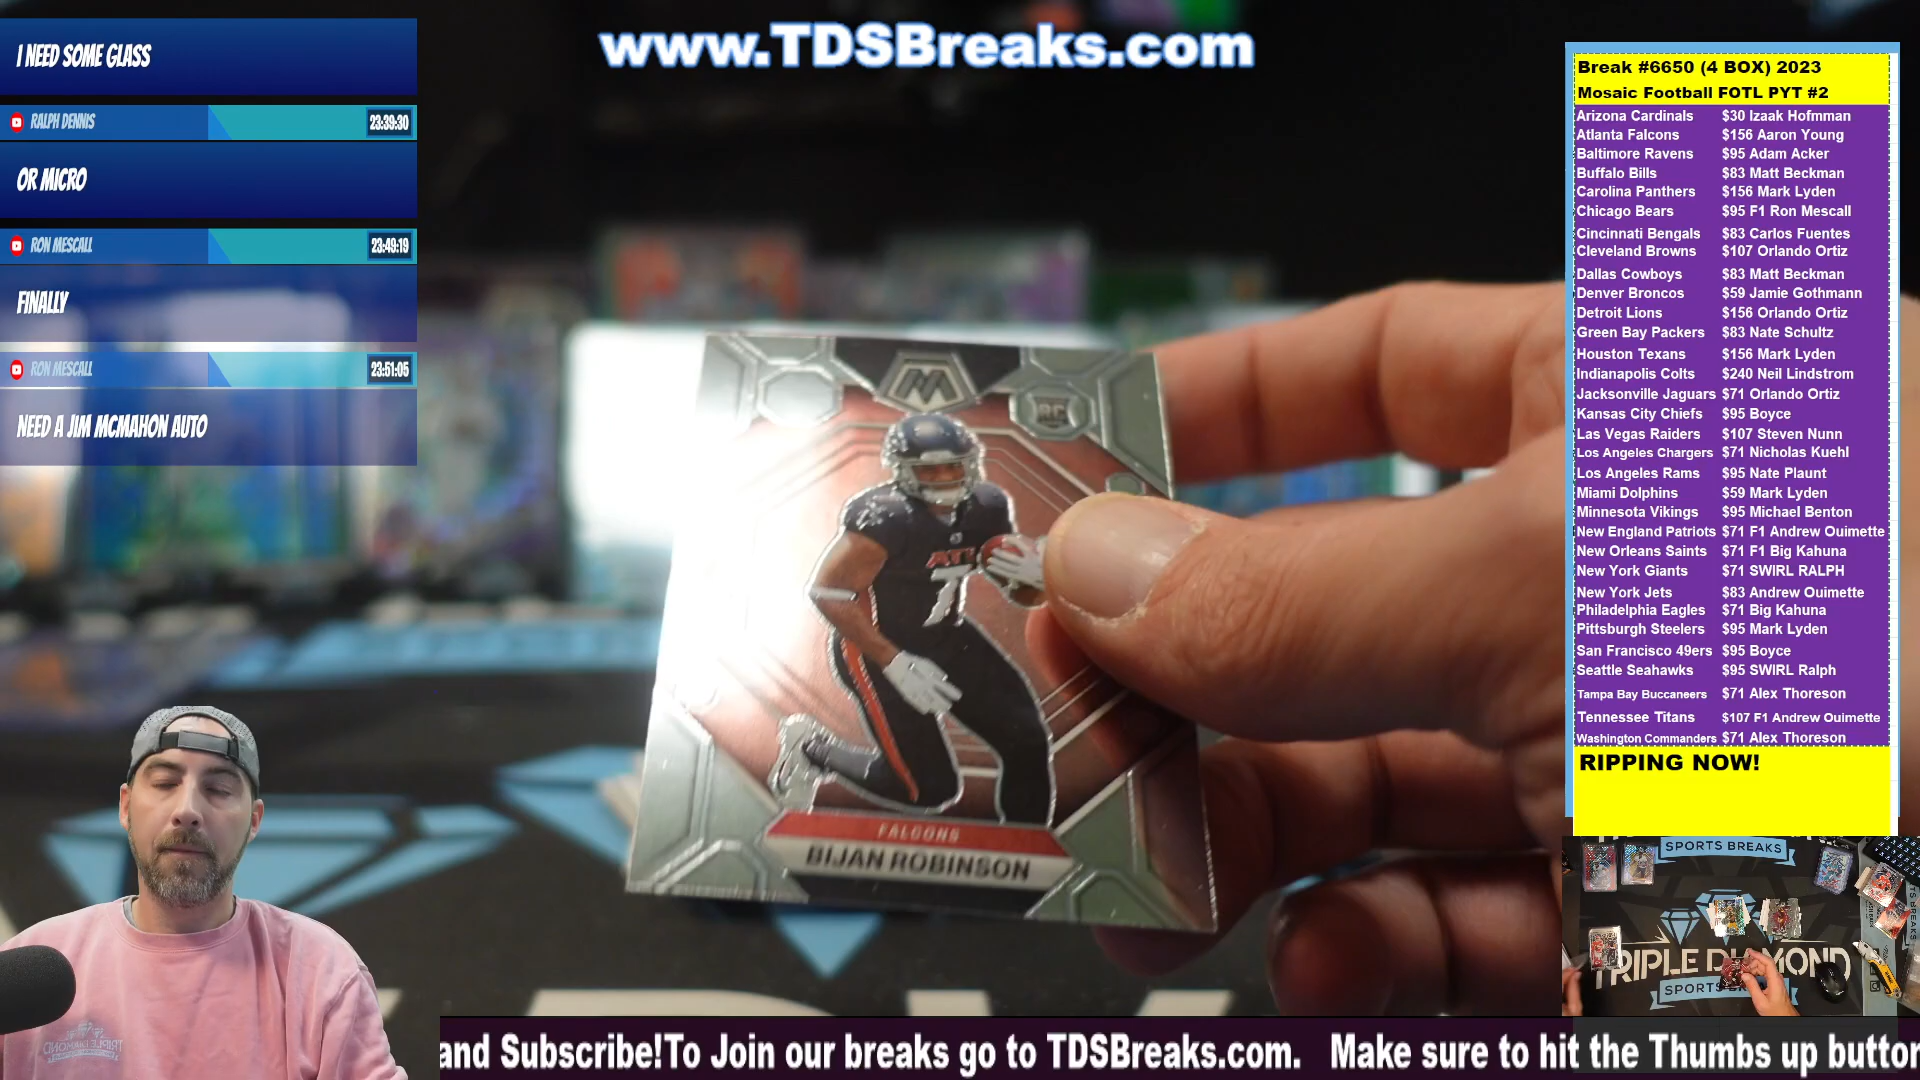 I NEED SOME GLASS
RALPH DENNIS 23:39:30
OR MICRO
RON MESCALL 23:49:19
FINALLY
RON MESCALL 23:51:05
NEED A JIM MCMAHON AUTO
www.TDSBreaks.com
RC
ATL
7
FALCONS
BIJAN ROBINSON
Break #6650 (4 BOX) 2023
Mosaic Football FOTL PYT #2
Arizona Cardinals $30 Izaak Hofmman
Atlanta Falcons $156 Aaron Young
Baltimore Ravens $95 Adam Acker
Buffalo Bills $83 Matt Beckman
Carolina Panthers $156 Mark Lyden
Chicago Bears $95 F1 Ron Mescall
Cincinnati Bengals $83 Carlos Fuentes
Cleveland Browns $107 Orlando Ortiz
Dallas Cowboys $83 Matt Beckman
Denver Broncos $59 Jamie Gothmann
Detroit Lions $156 Orlando Ortiz
Green Bay Packers $83 Nate Schultz
Houston Texans $156 Mark Lyden
Indianapolis Colts $240 Neil Lindstrom
Jacksonville Jaguars $71 Orlando Ortiz
Kansas City Chiefs $95 Boyce
Las Vegas Raiders $107 Steven Nunn
Los Angeles Chargers $71 Nicholas Kuehl
Los Angeles Rams $95 Nate Plaunt
Miami Dolphins $59 Mark Lyden
Minnesota Vikings $95 Michael Benton
New England Patriots $71 F1 Andrew Ouimette
New Orleans Saints $71 F1 Big Kahuna
New York Giants $71 SWIRL RALPH
New York Jets $83 Andrew Ouimette
Philadelphia Eagles $71 Big Kahuna
Pittsburgh Steelers $95 Mark Lyden
San Francisco 49ers $95 Boyce
Seattle Seahawks $95 SWIRL Ralph
Tampa Bay Buccaneers $71 Alex Thoreson
Tennessee Titans $107 F1 Andrew Ouimette
Washington Commanders $71 Alex Thoreson
RIPPING NOW!
SPORTS BREAKS
TRIPLE DIAMOND
SPORTS BREAKS
and Subscribe!To Join our breaks go to TDSBreaks.com. Make sure to hit the Thumbs up button